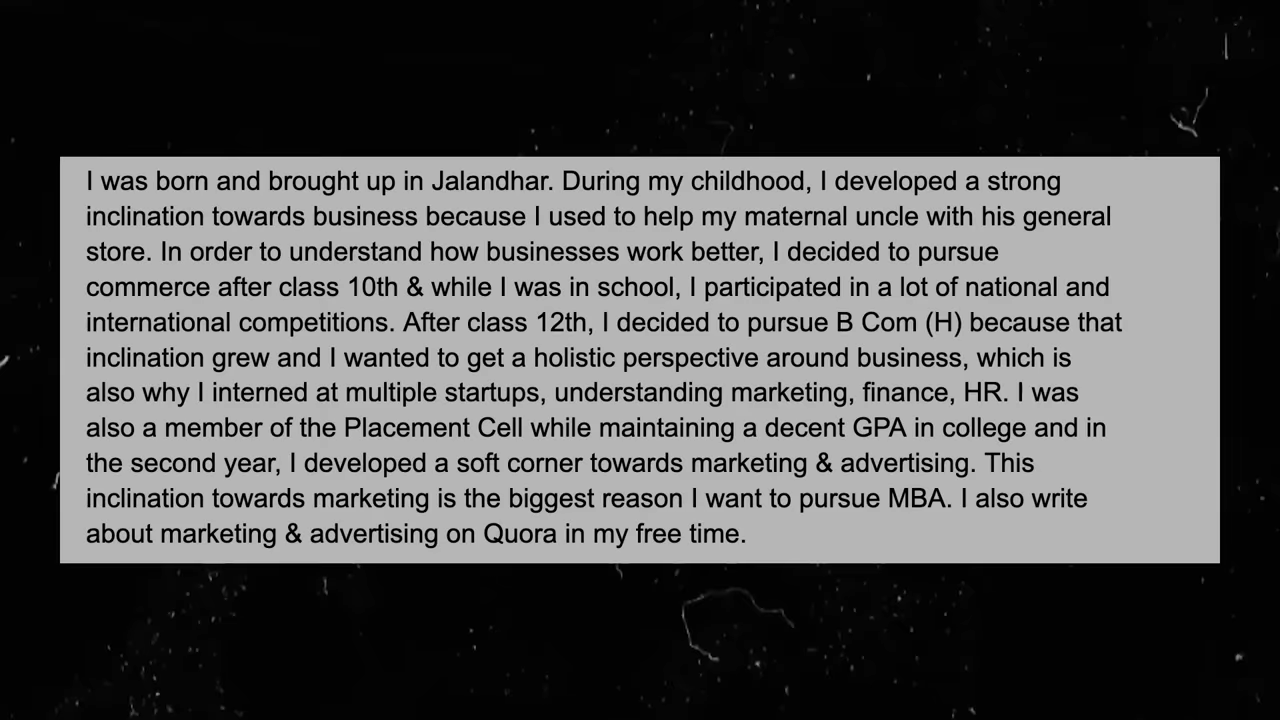 I was born and brought up in Jalandhar. During my childhood, I developed a strong
inclination towards business because I used to help my maternal uncle with his general
store. In order to understand how businesses work better, I decided to pursue
commerce after class 10th & while I was in school, I participated in a lot of national and
international competitions. After class 12th, I decided to pursue B Com (H) because that
inclination grew and I wanted to get a holistic perspective around business, which is
also why I interned at multiple startups, understanding marketing, finance, HR. I was
also a member of the Placement Cell while maintaining a decent GPA in college and in
the second year, I developed a soft corner towards marketing & advertising. This
inclination towards marketing is the biggest reason I want to pursue MBA. I also write
about marketing & advertising on Quora in my free time.